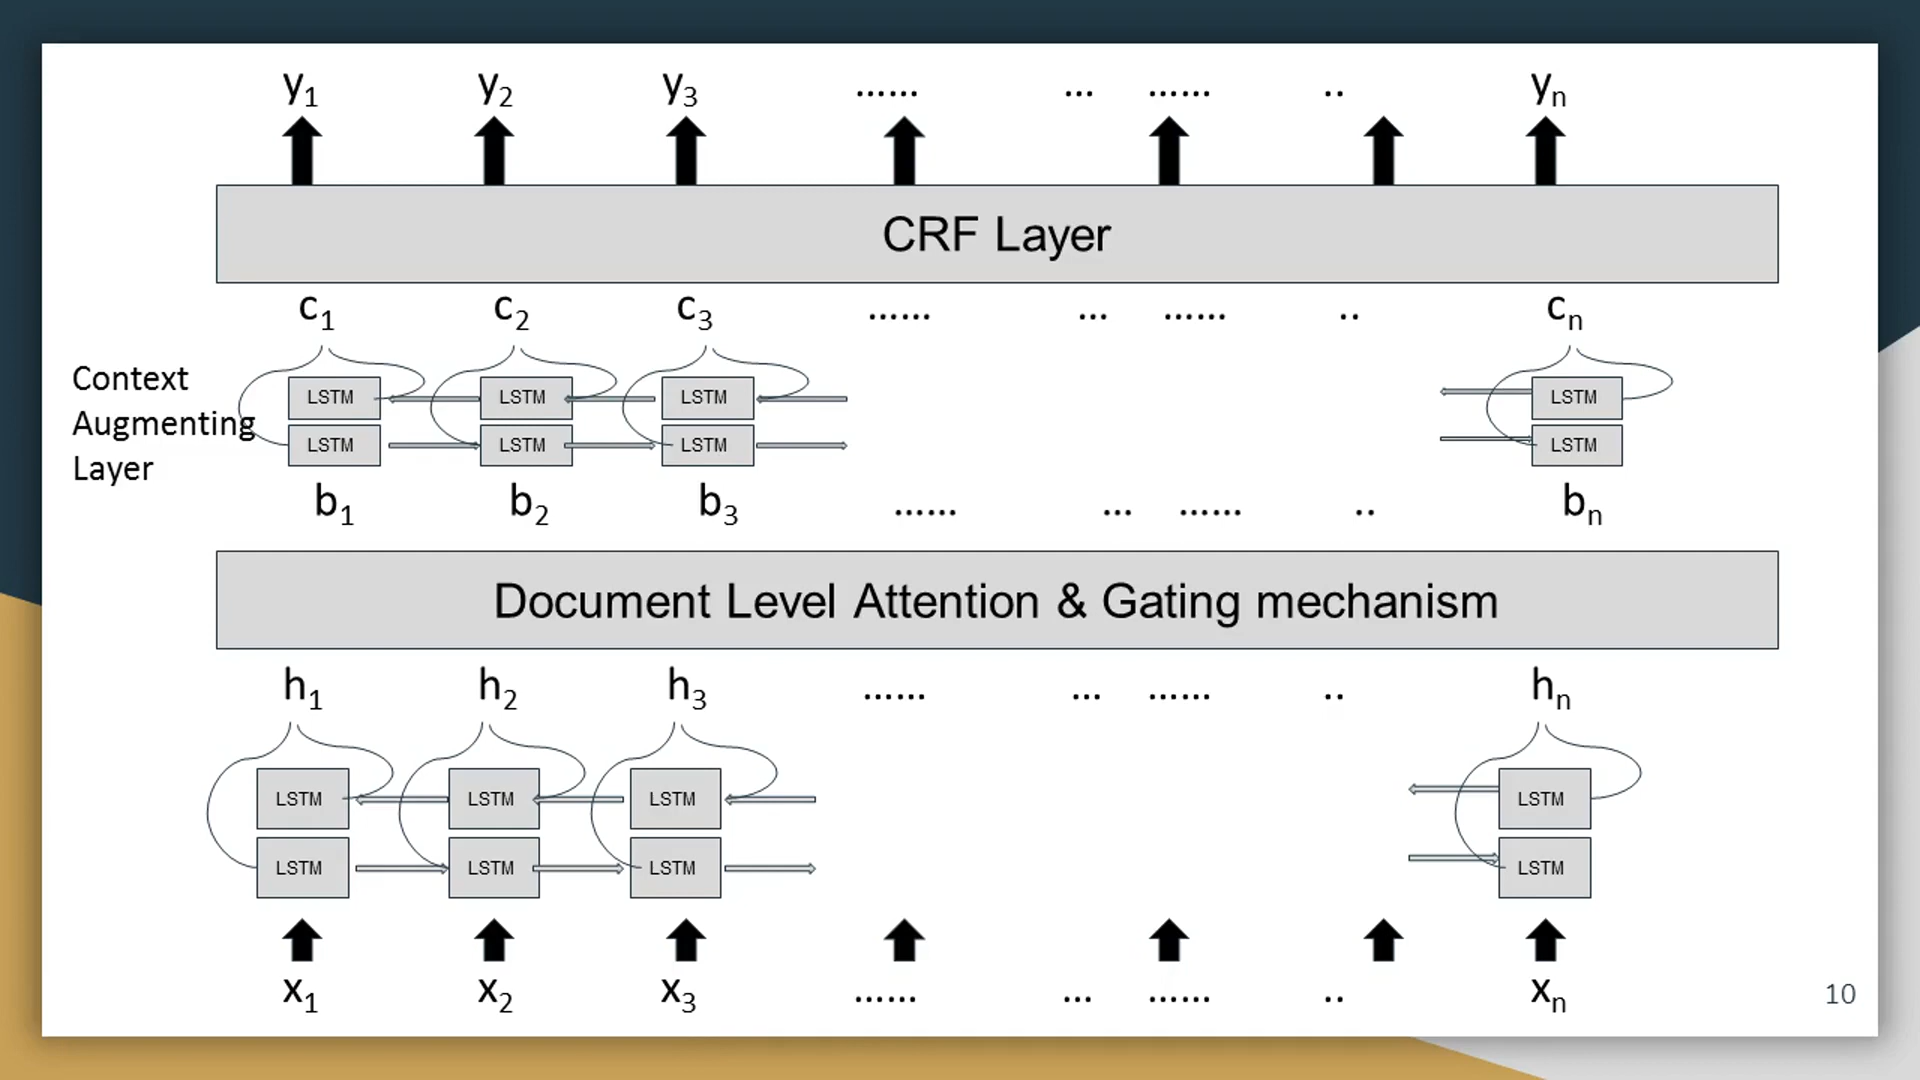 y1 y2 y3 ...... ... ...... .. yn
CRF Layer
c1 c2 c3 ...... ... ...... .. cn
Context
Augmenting
Layer
LSTM LSTM LSTM LSTM
LSTM LSTM LSTM LSTM
b1 b2 b3 ...... ... ...... .. bn
Document Level Attention & Gating mechanism
h1 h2 h3 ...... ... ...... .. hn
LSTM LSTM LSTM LSTM
LSTM LSTM LSTM LSTM
x1 x2 x3 ...... ... ...... .. xn
10